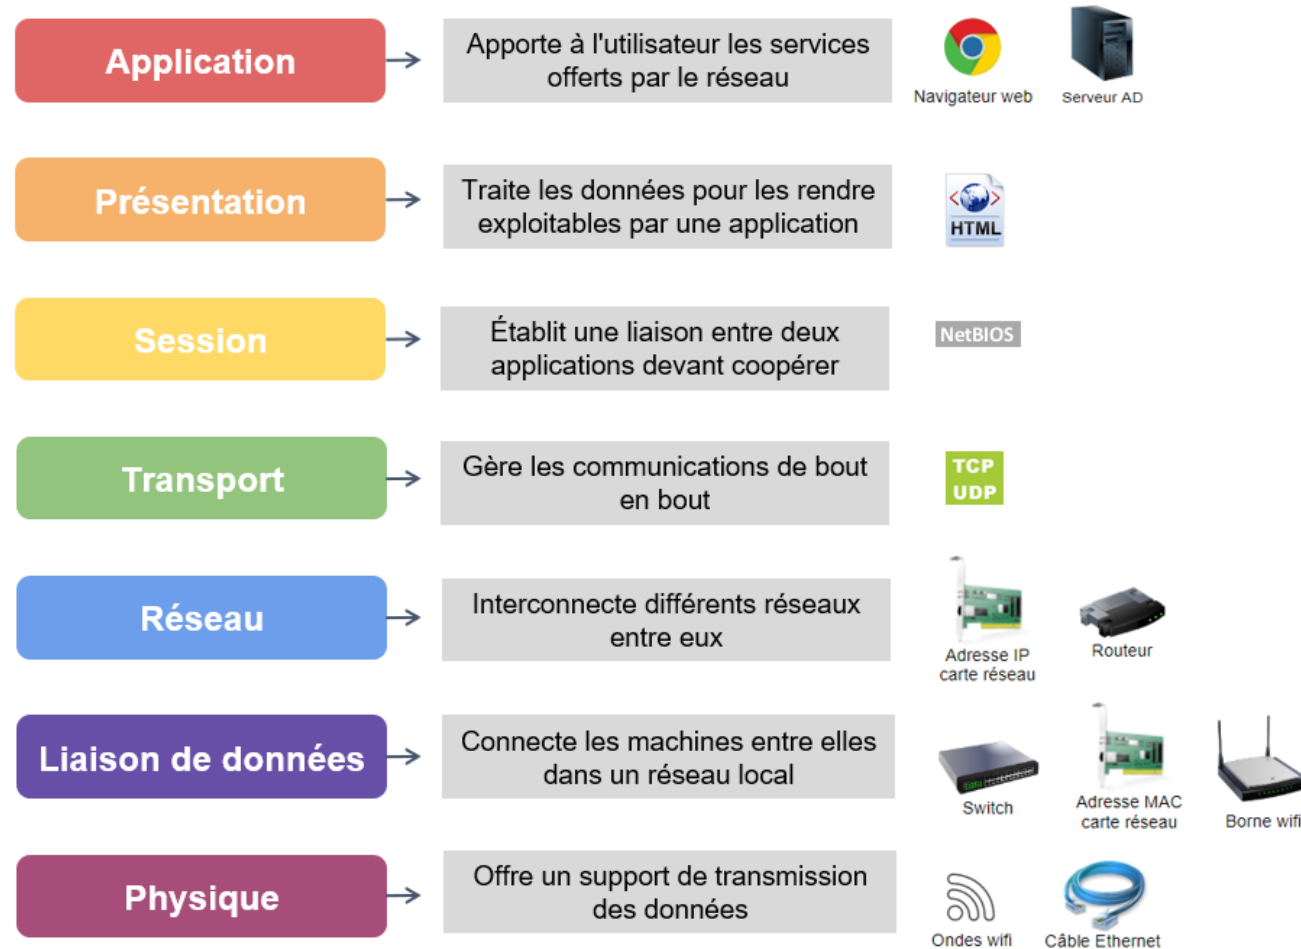 Application
Apporte à l'utilisateur les services
offerts par le réseau
Navigateur web
Serveur AD
Présentation
Traite les données pour les rendre
exploitables par une application
HTML
Session
Établit une liaison entre deux
applications devant coopérer
NetBIOS
Transport
Gère les communications de bout
en bout
TCP
UDP
Réseau
Interconnecte différents réseaux
entre eux
Adresse IP
carte réseau
Routeur
Liaison de données
Connecte les machines entre elles
dans un réseau local
Switch
Adresse MAC
carte réseau
Borne wifi
Physique
Offre un support de transmission
des données
Ondes wifi
Câble Ethernet